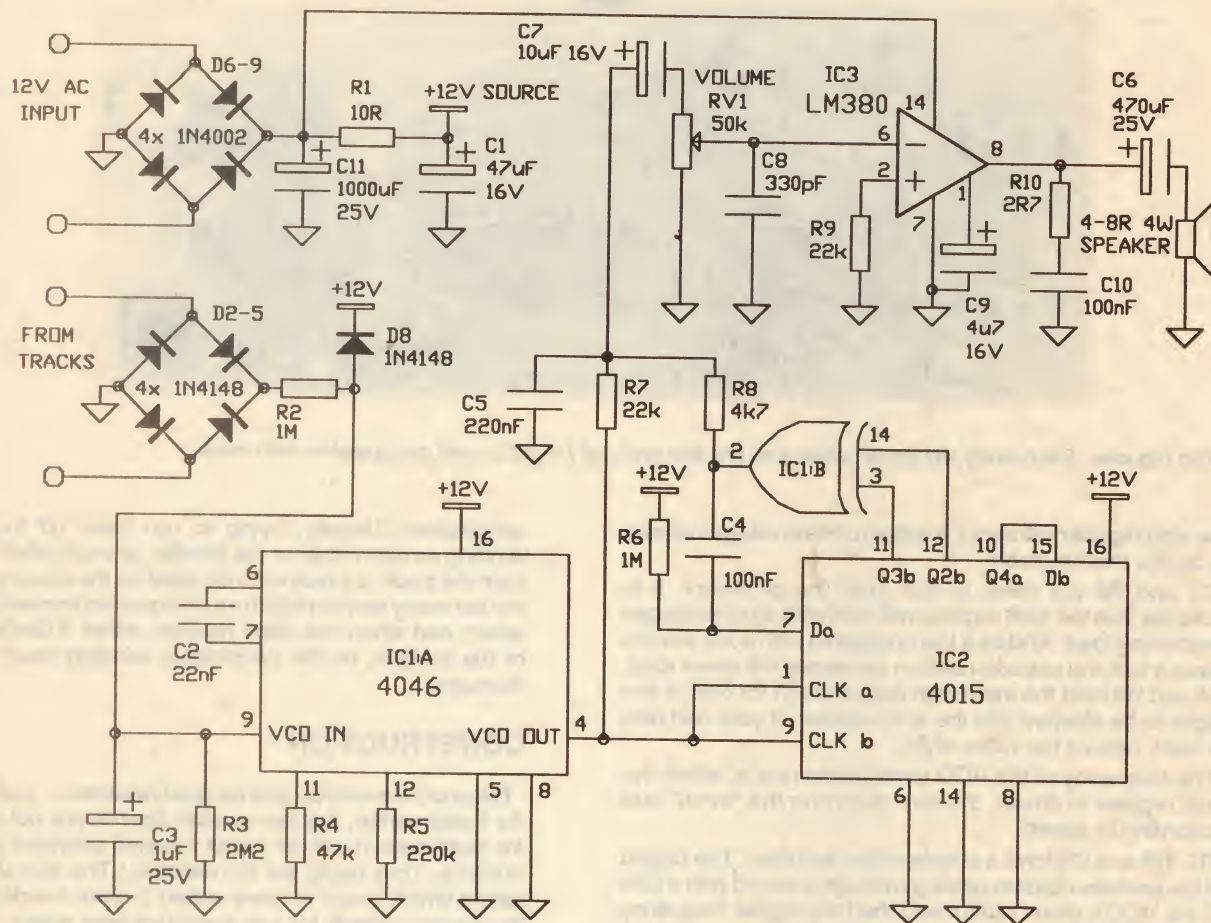 12V AC
INPUT
D6-9
4x 1N4002
R1
10R
+12V SOURCE
C11
1000uF
25V
C1
47uF
16V
C7
10uF 16V
VOLUME
RV1
50k
C8
330pF
IC3
LM380
14
6
2
8
1
7
R9
22k
C9
4u7
16V
R10
2R7
C10
100nF
C6
470uF
25V
4-8R 4W
SPEAKER
FROM
TRACKS
D2-5
4x 1N4148
R2
1M
+12V
D8
1N4148
C5
220nF
R7
22k
R8
4k7
2
IC1:B
14
3
+12V
R6
1M
C4
100nF
+12V
11
12
10
15
16
Q3b
Q2b
Q4a
Db
7
Da
1
CLK a
9
CLK b
IC2
4015
6
14
8
+12V
16
6
7
C2
22nF
IC1:A
4046
9
VCO IN
VCO OUT
4
11
12
5
8
C3
1uF
25V
R3
2M2
R4
47k
R5
220k